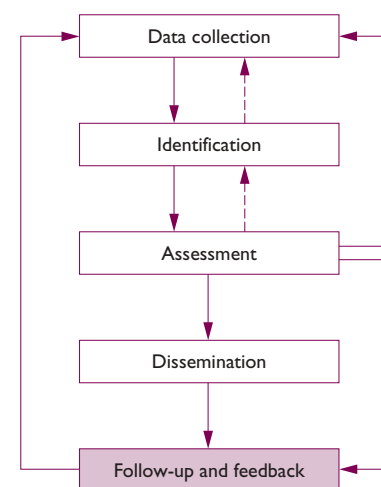 Data collection
Identification
Assessment
Dissemination
Follow-up and feedback